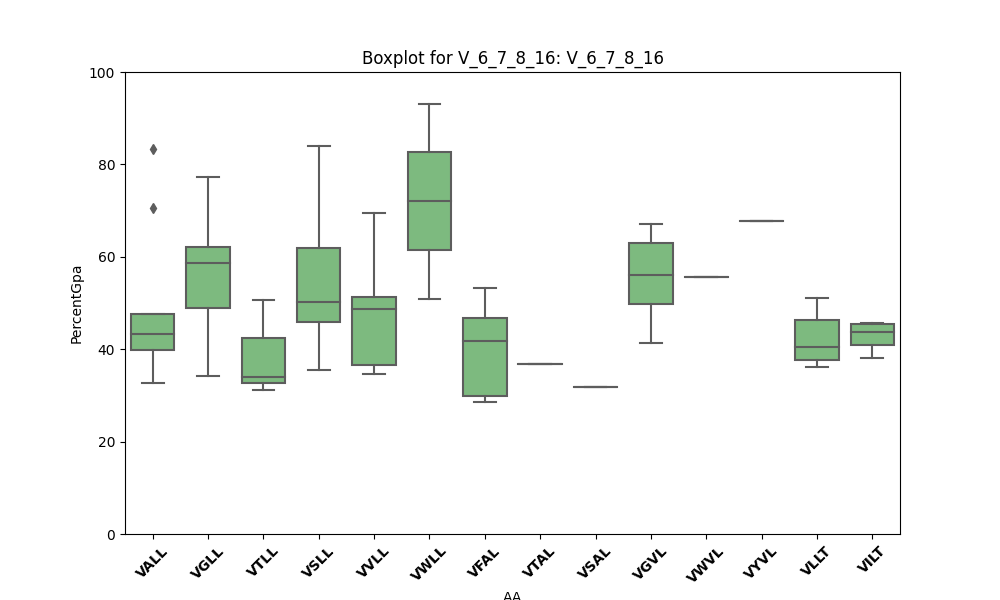 Boxplot for V_6_7_8_16: V_6_7_8_16
PercentGpa
100
80
60
40
20
0
VALL VGLL VTLL VSLL VVLL VWLL VFAL VTAL VSAL VGVL VWVL VYVL VLLT VILT
AA